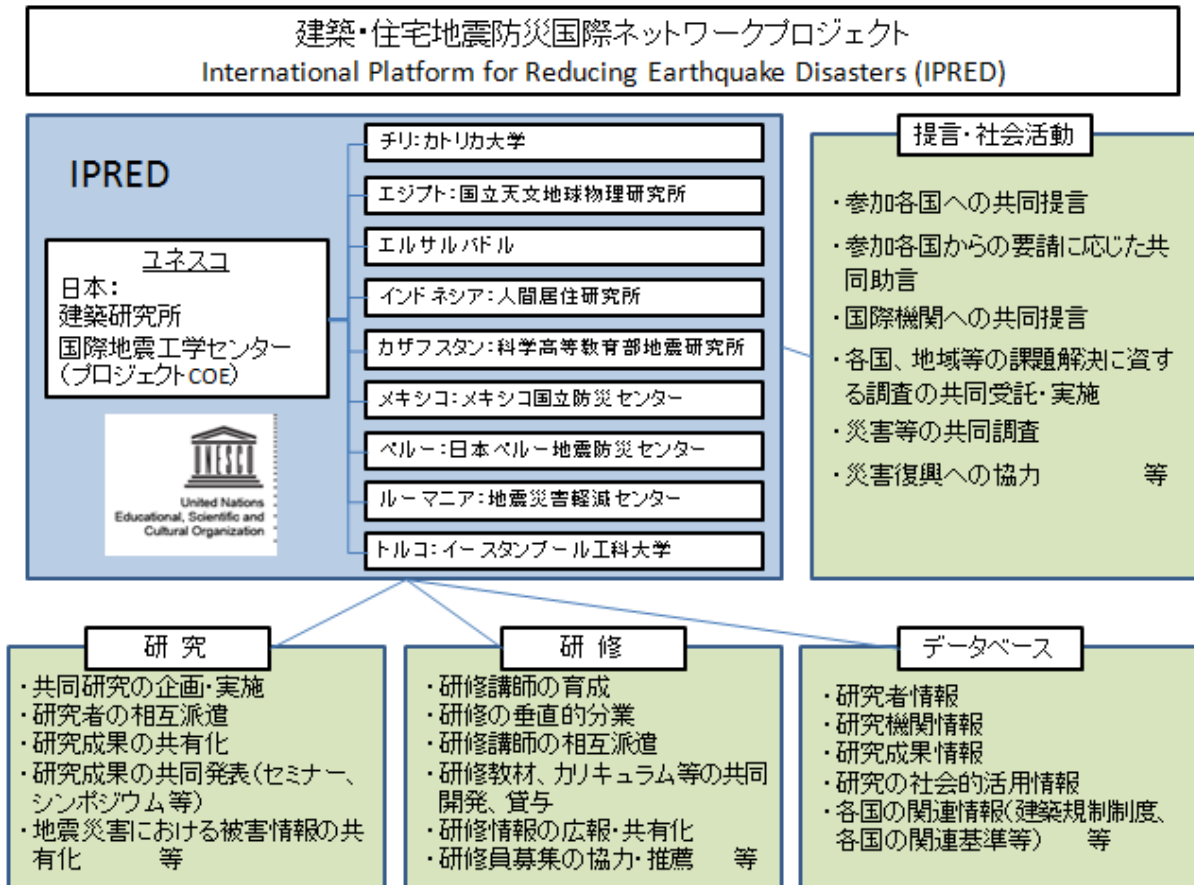 建築・住宅地震防災国際ネットワークプロジェクト
International Platform for Reducing Earthquake Disasters (IPRED)
IPRED
ユネスコ
日本：
建築研究所
国際地震工学センター
（プロジェクトCOE）
UNESCO
United Nations
Educational, Scientific and
Cultural Organization
チリ：カトリカ大学
エジプト：国立天文地球物理研究所
エルサルバドル
インドネシア：人間居住研究所
カザフスタン：科学高等教育部地震研究所
メキシコ：メキシコ国立防災センター
ペルー：日本ペルー地震防災センター
ルーマニア：地震災害軽減センター
トルコ：イースタンブール工科大学
提言・社会活動
・参加各国への共同提言
・参加各国からの要請に応じた共
同助言
・国際機関への共同提言
・各国、地域等の課題解決に資す
る調査の共同受託・実施
・災害等の共同調査
・災害復興への協力　　　等
研 究
・共同研究の企画・実施
・研究者の相互派遣
・研究成果の共有化
・研究成果の共同発表（セミナー、
シンポジウム等）
・地震災害における被害情報の共
有化　　　等
研 修
・研修講師の育成
・研修の垂直的分業
・研修講師の相互派遣
・研修教材、カリキュラム等の共同
開発、貸与
・研修情報の広報・共有化
・研修員募集の協力・推薦　　等
データベース
・研究者情報
・研究機関情報
・研究成果情報
・研究の社会的活用情報
・各国の関連情報（建築規制制度、
各国の関連基準等）　　等